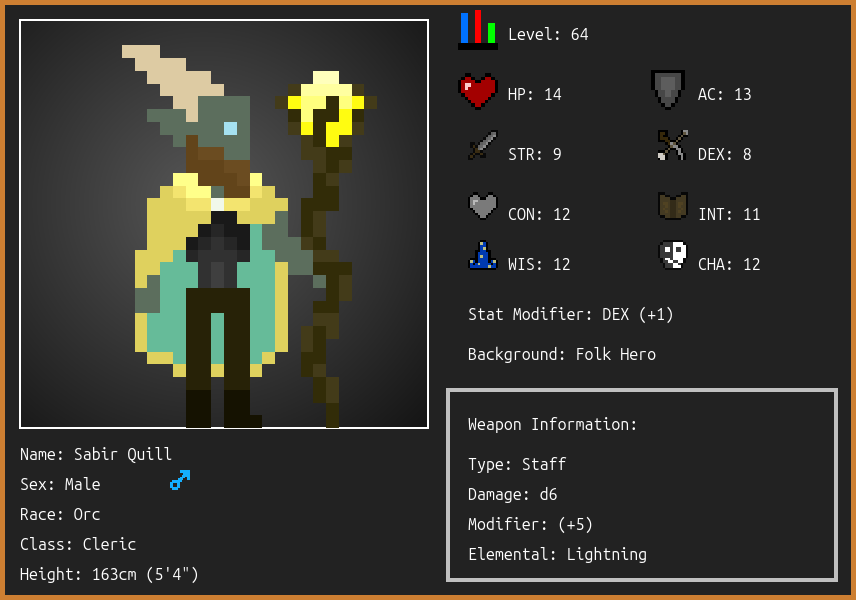 Level: 64
HP: 14
AC: 13
STR: 9
DEX: 8
CON: 12
INT: 11
WIS: 12
CHA: 12
Stat Modifier: DEX (+1)
Background: Folk Hero
Weapon Information:
Type: Staff
Damage: d6
Modifier: (+5)
Elemental: Lightning
Name: Sabir Quill
Sex: Male
Race: Orc
Class: Cleric
Height: 163cm (5'4")